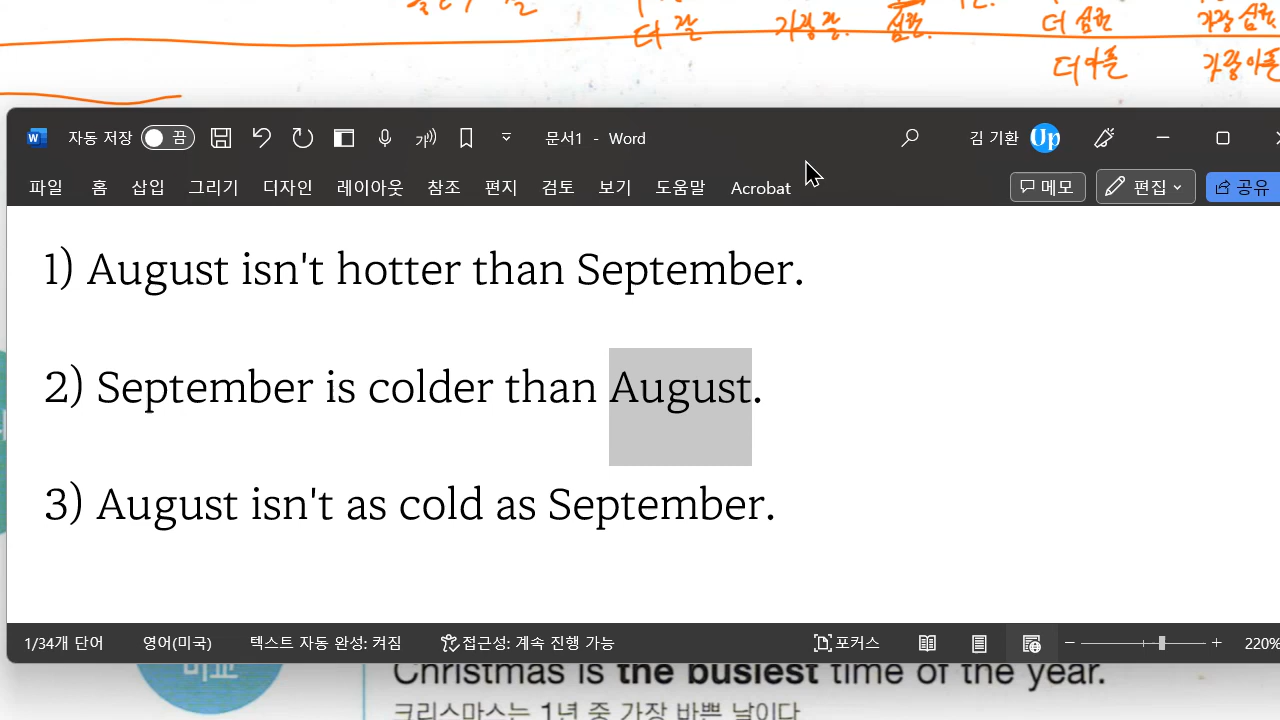 더 잘 가장 잘. 심한. 더 심한 가장 심한
더 아픈 가장 아픈
자동 저장 끔 가)) 문서1 - Word 김 기환 Up
파일 홈 삽입 그리기 디자인 레이아웃 참조 편지 검토 보기 도움말 Acrobat 메모 편집 공유
1) August isn't hotter than September.
2) September is colder than August.
3) August isn't as cold as September.
1/34개 단어 영어(미국) 텍스트 자동 완성: 켜짐 접근성: 계속 진행 가능 포커스 220%
비교 Christmas is the busiest time of the year.
크리스마스는 1년 중 가장 바쁜 날이다